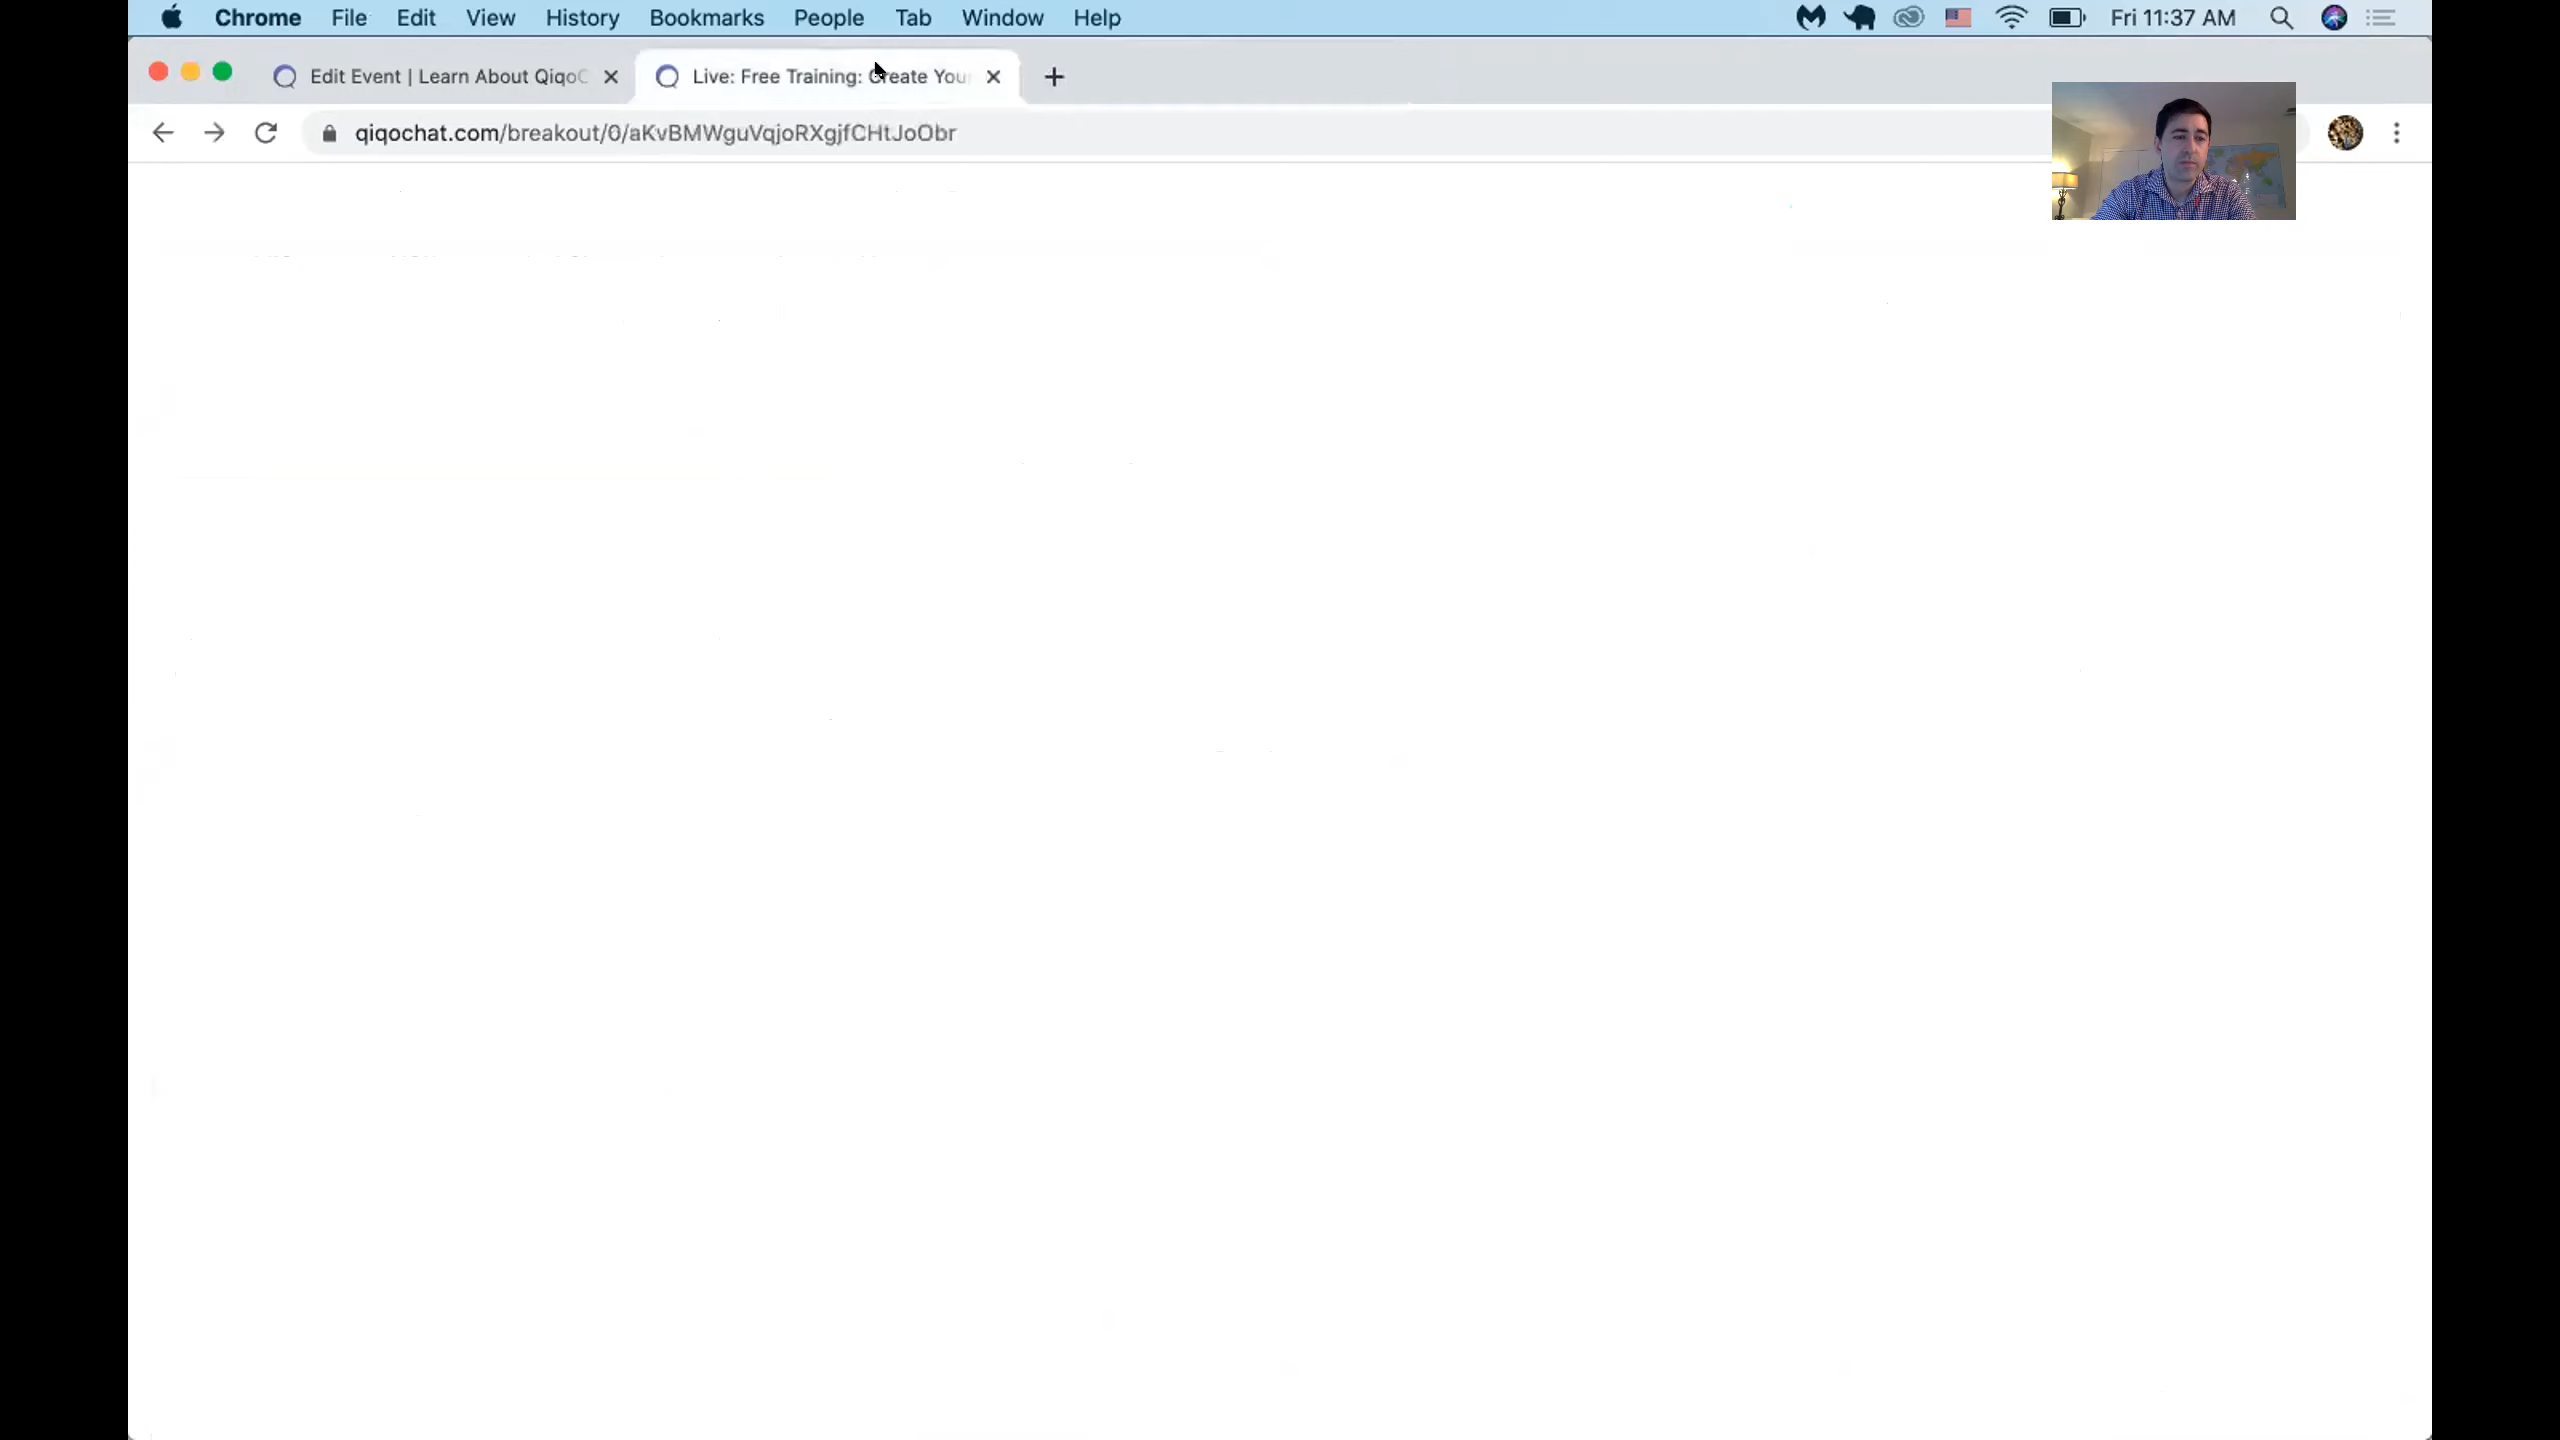 Chrome File Edit View History Bookmarks People Tab Window Help Fri 11:37 AM
Edit Event | Learn About QiqoC Live: Free Training: Create You
qiqochat.com/breakout/0/aKvBMWguVqjoRXgjfCHtJoObr